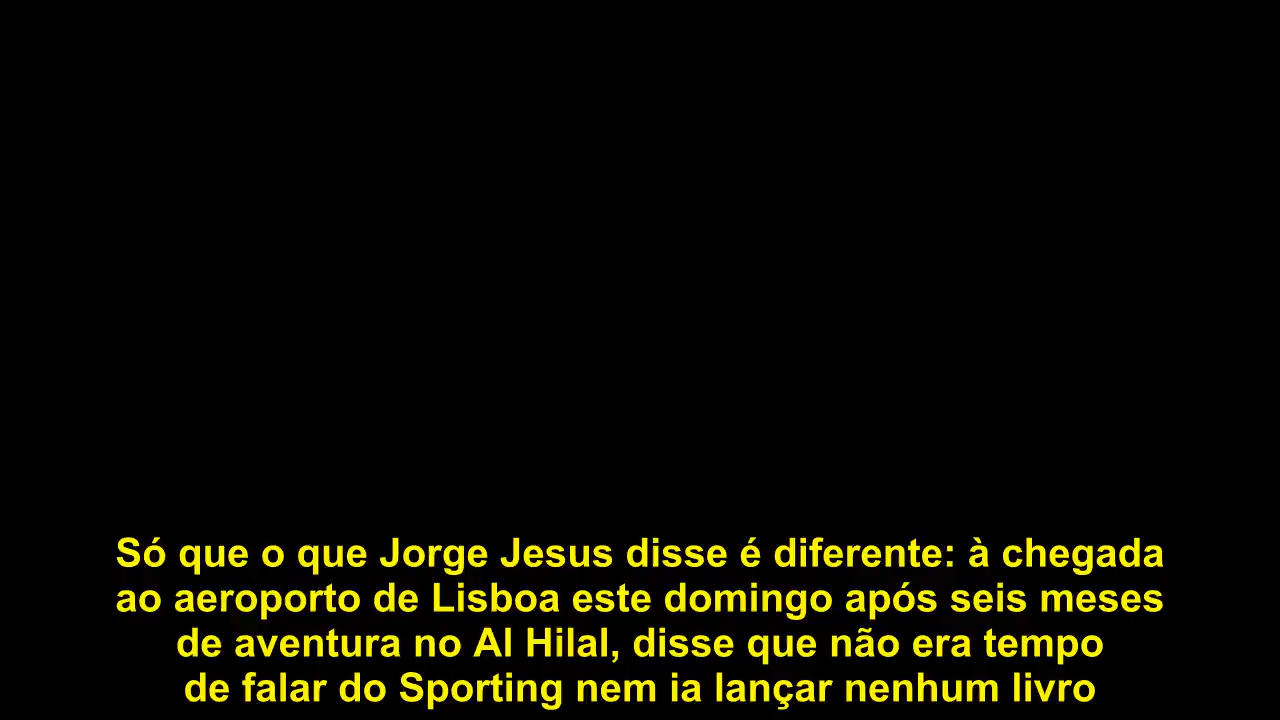 Só que o que Jorge Jesus disse é diferente: à chegada
ao aeroporto de Lisboa este domingo após seis meses
de aventura no Al Hilal, disse que não era tempo
de falar do Sporting nem ia lançar nenhum livro